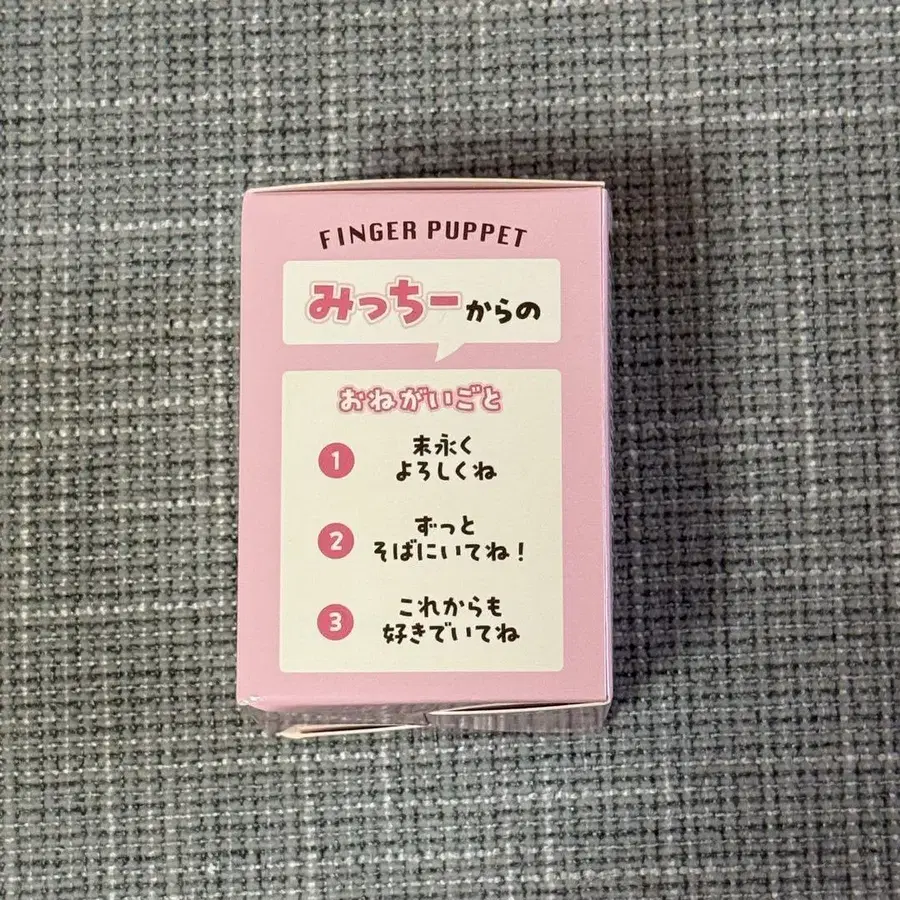 FINGER PUPPET
みっちーからの
おねがいごと
1 末永く
よろしくね
2 ずっと
そばにいてね!
3 これからも
好きでいてね